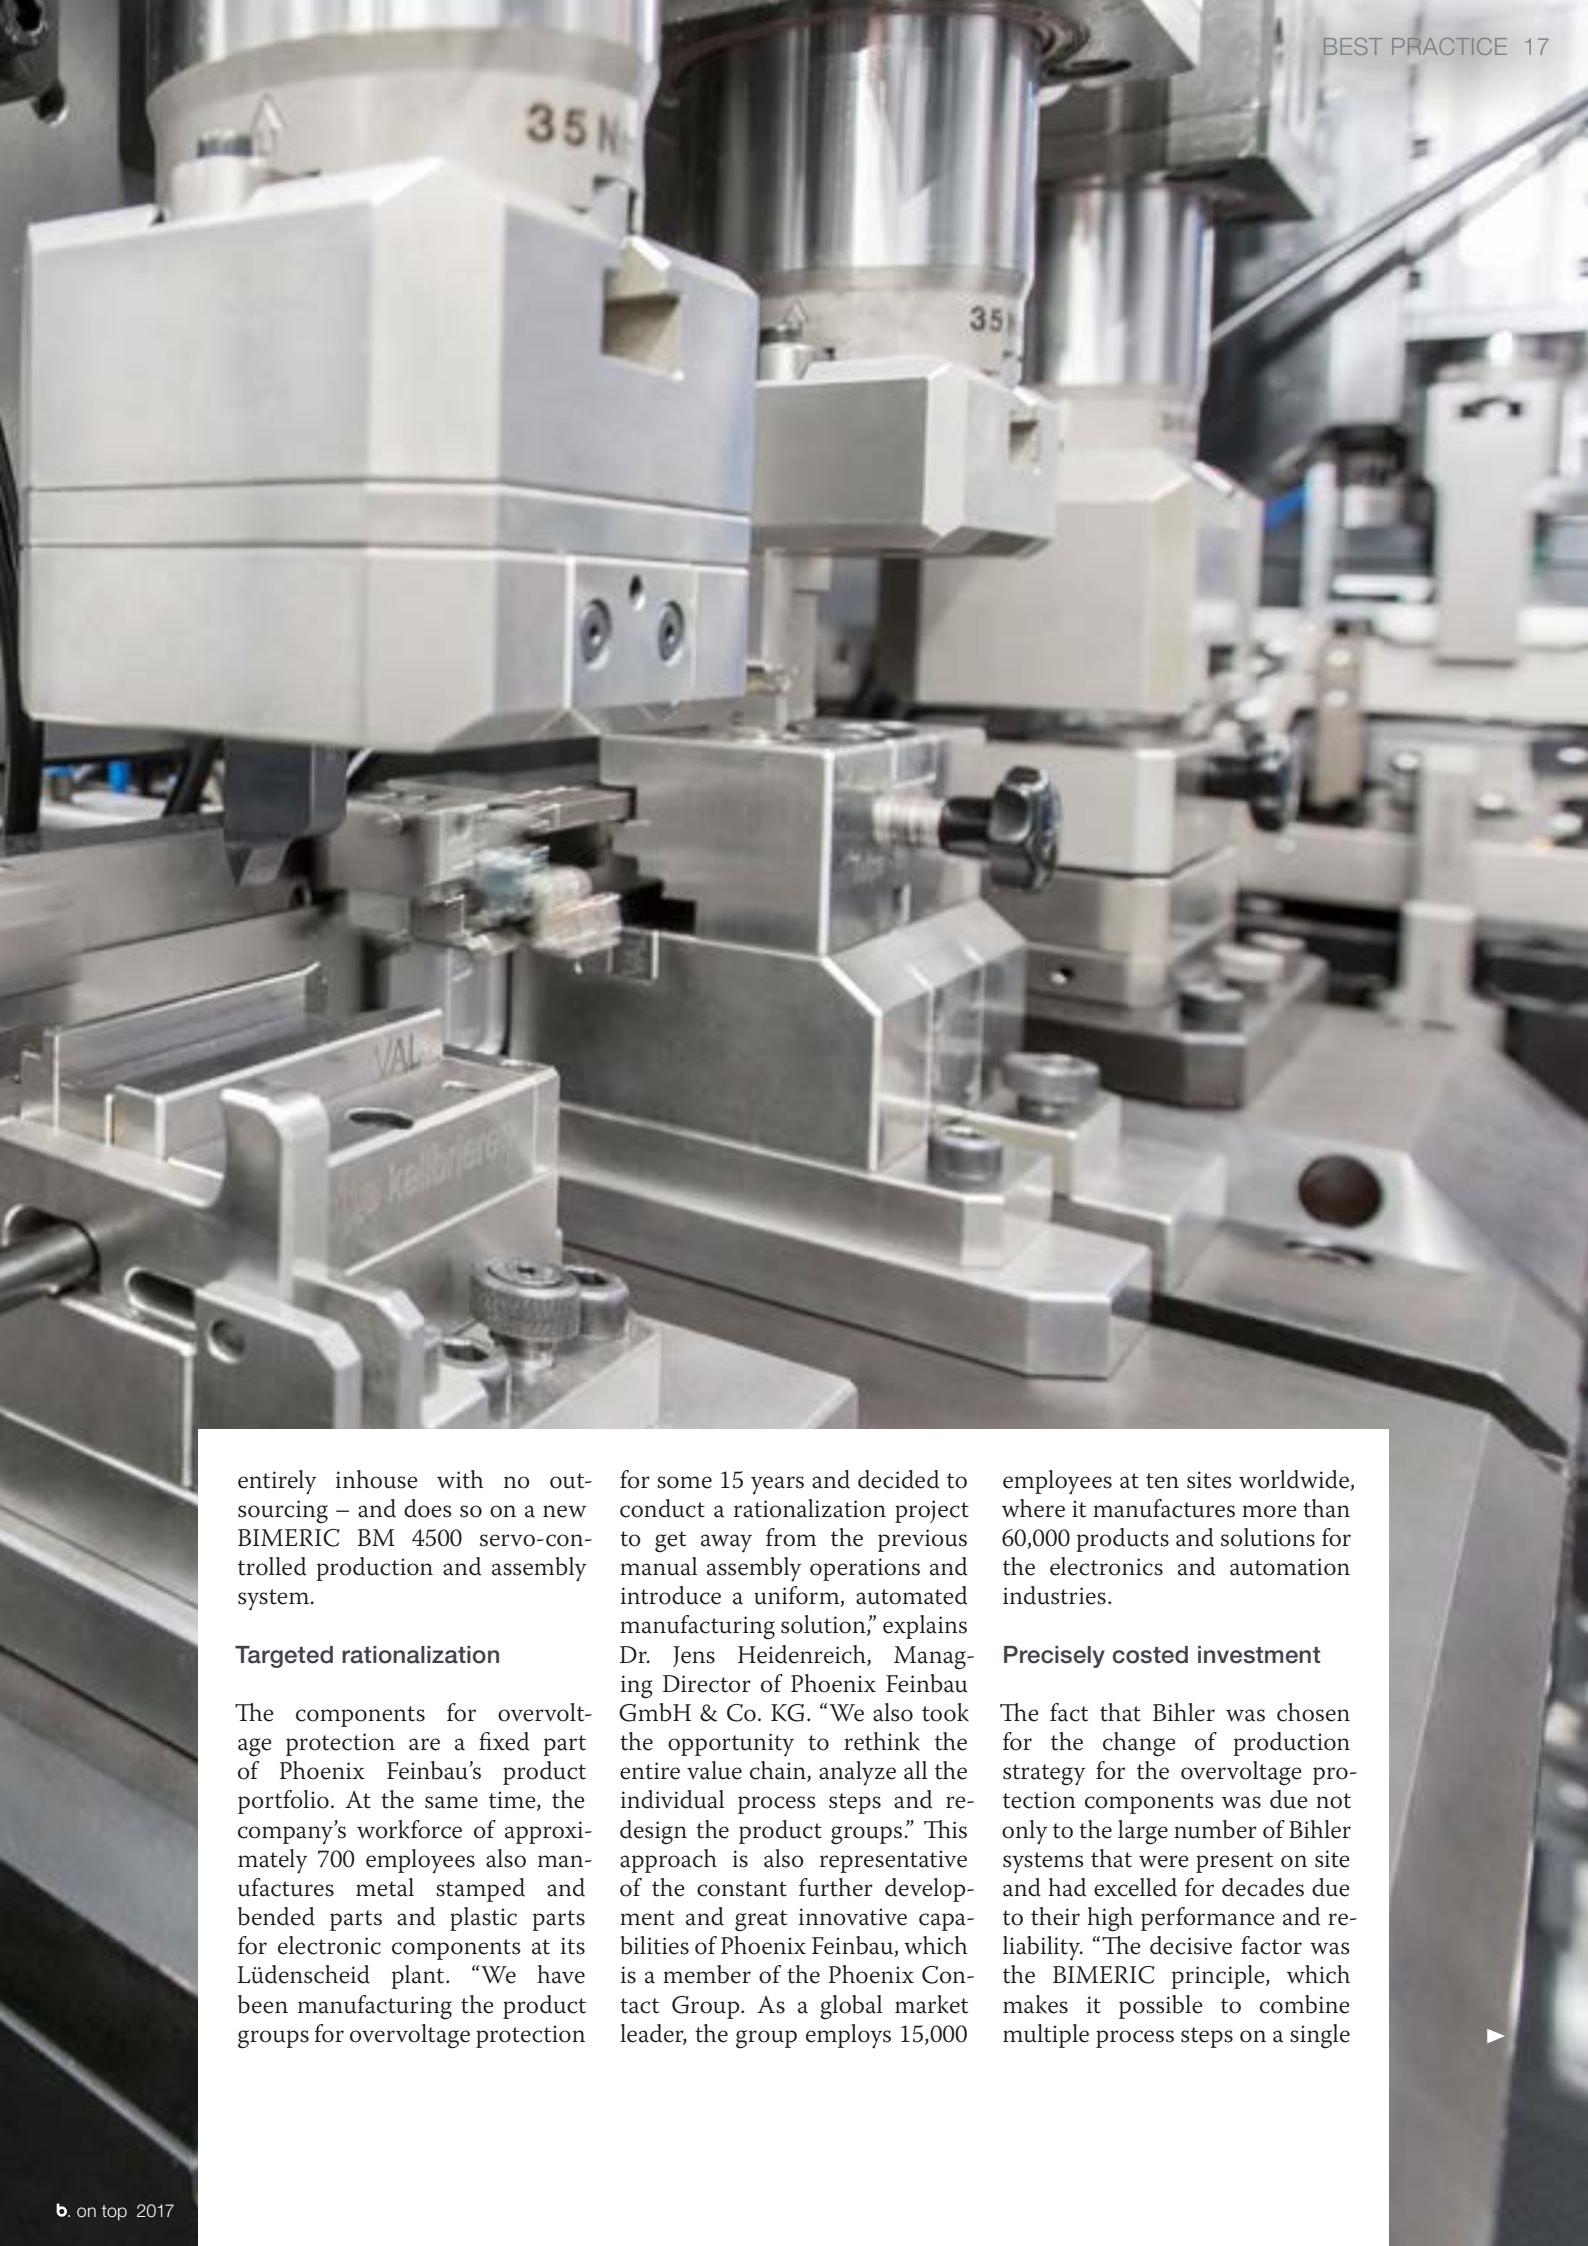 BEST PRACTICE 17
35 N
35
VAL
kalibrieren
entirely inhouse with no out-
sourcing – and does so on a new
BIMERIC BM 4500 servo-con-
trolled production and assembly
system.
Targeted rationalization
The components for overvolt-
age protection are a fixed part
of Phoenix Feinbau’s product
portfolio. At the same time, the
company’s workforce of approxi-
mately 700 employees also man-
ufactures metal stamped and
bended parts and plastic parts
for electronic components at its
Lüdenscheid plant. “We have
been manufacturing the product
groups for overvoltage protection
for some 15 years and decided to
conduct a rationalization project
to get away from the previous
manual assembly operations and
introduce a uniform, automated
manufacturing solution,” explains
Dr. Jens Heidenreich, Manag-
ing Director of Phoenix Feinbau
GmbH & Co. KG. “We also took
the opportunity to rethink the
entire value chain, analyze all the
individual process steps and re-
design the product groups.” This
approach is also representative
of the constant further develop-
ment and great innovative capa-
bilities of Phoenix Feinbau, which
is a member of the Phoenix Con-
tact Group. As a global market
leader, the group employs 15,000
employees at ten sites worldwide,
where it manufactures more than
60,000 products and solutions for
the electronics and automation
industries.
Precisely costed investment
The fact that Bihler was chosen
for the change of production
strategy for the overvoltage pro-
tection components was due not
only to the large number of Bihler
systems that were present on site
and had excelled for decades due
to their high performance and re-
liability. “The decisive factor was
the BIMERIC principle, which
makes it possible to combine
multiple process steps on a single
b. on top 2017